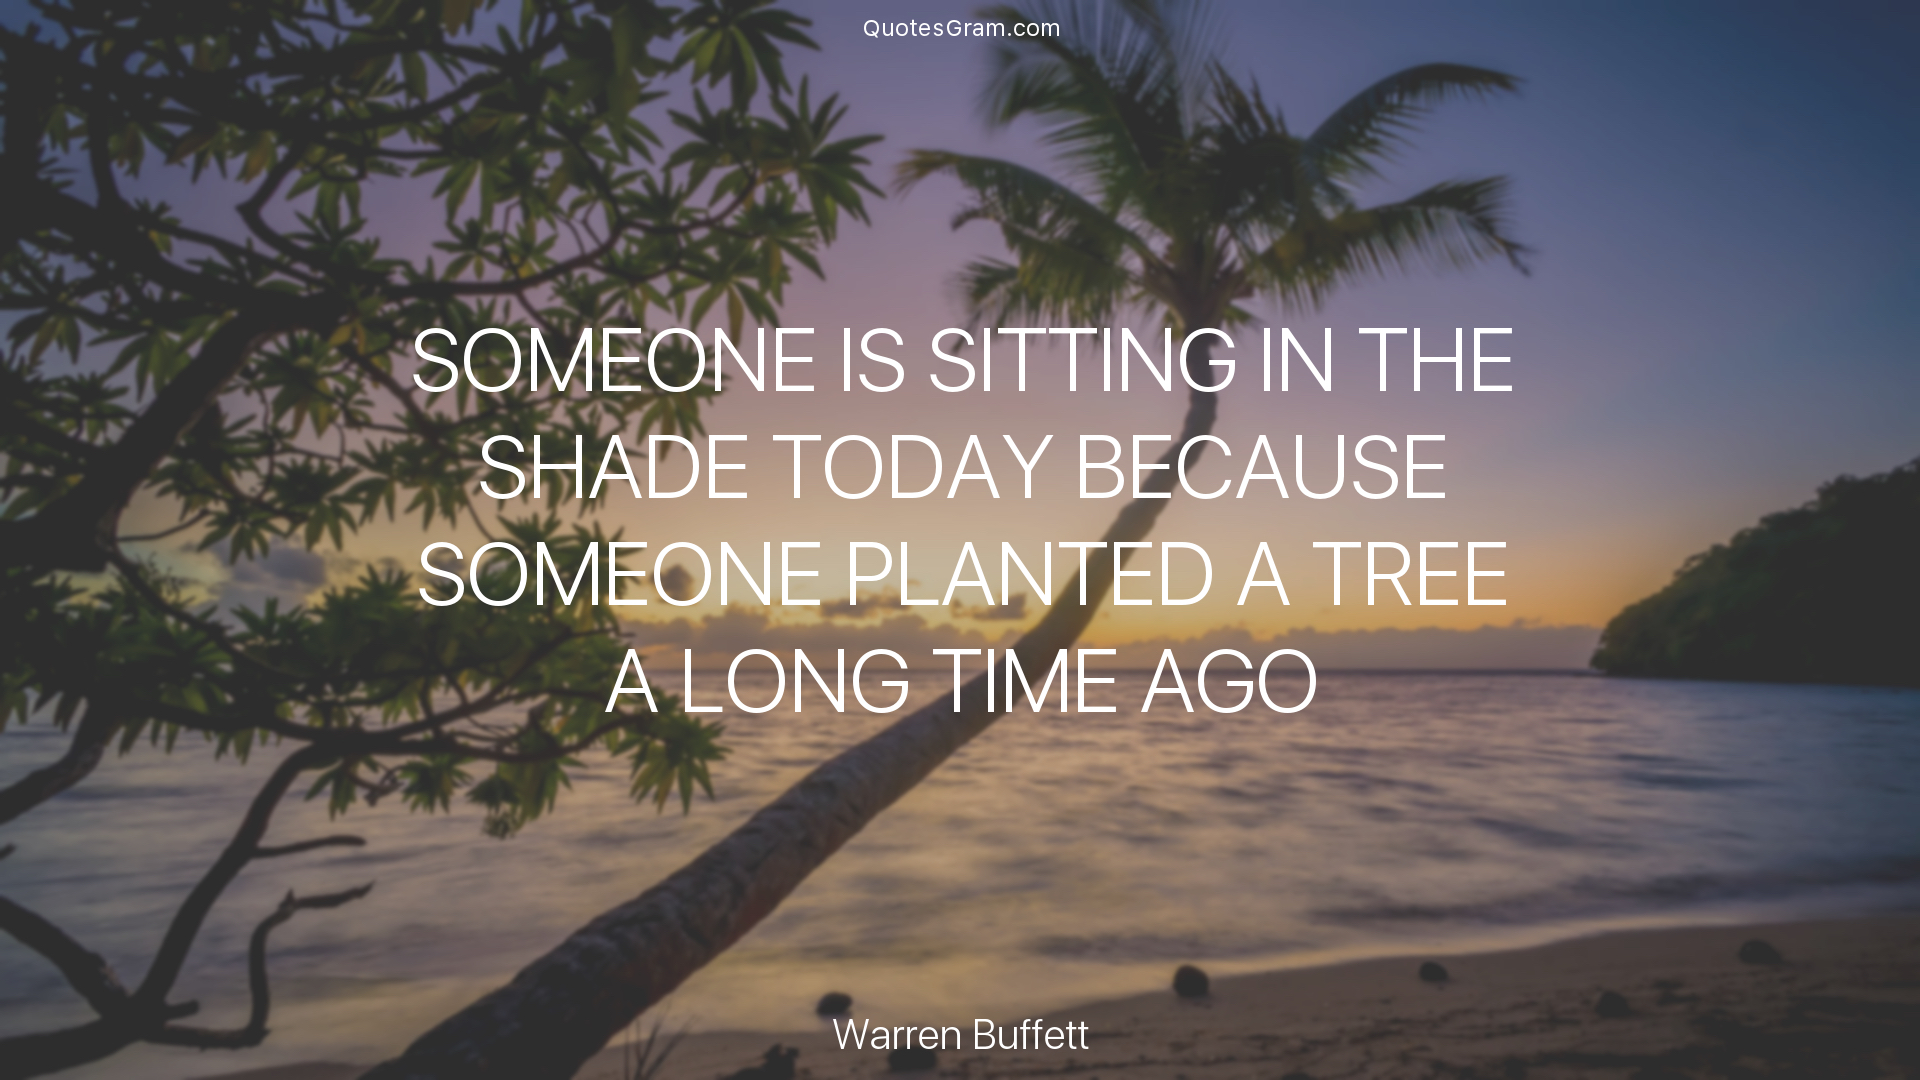 QuotesGram.com
SOMEONE IS SITTING IN THE
SHADE TODAY BECAUSE
SOMEONE PLANTED A TREE
A LONG TIME AGO
Warren Buffett